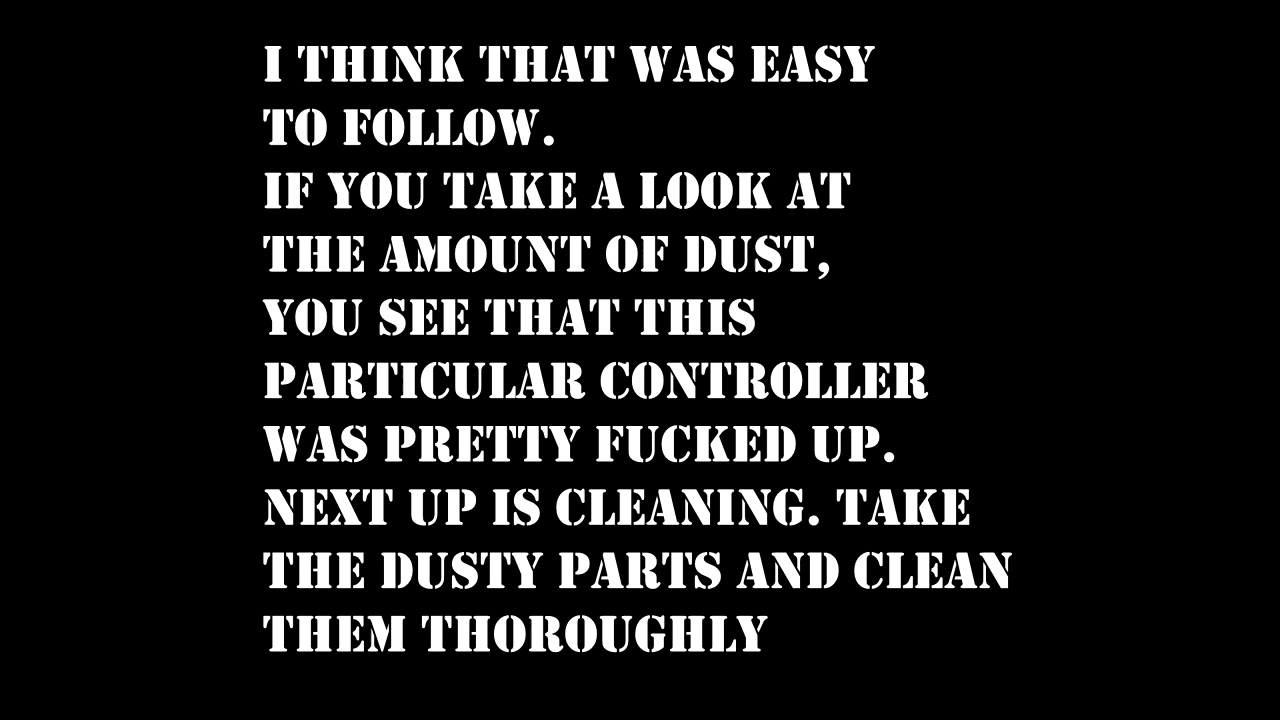 I THINK THAT WAS EASY
TO FOLLOW.
IF YOU TAKE A LOOK AT
THE AMOUNT OF DUST,
YOU SEE THAT THIS
PARTICULAR CONTROLLER
WAS PRETTY FUCKED UP.
NEXT UP IS CLEANING. TAKE
THE DUSTY PARTS AND CLEAN
THEM THOROUGHLY